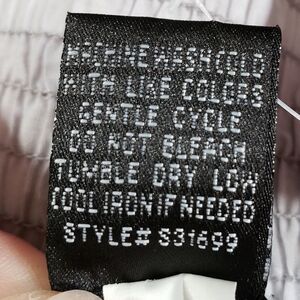 MACHINE WASH COLD
WITH LIKE COLORS
GENTLE CYCLE
DO NOT BLEACH
TUMBLE DRY LOW
COOL IRON IF NEEDED
STYLE# S31699